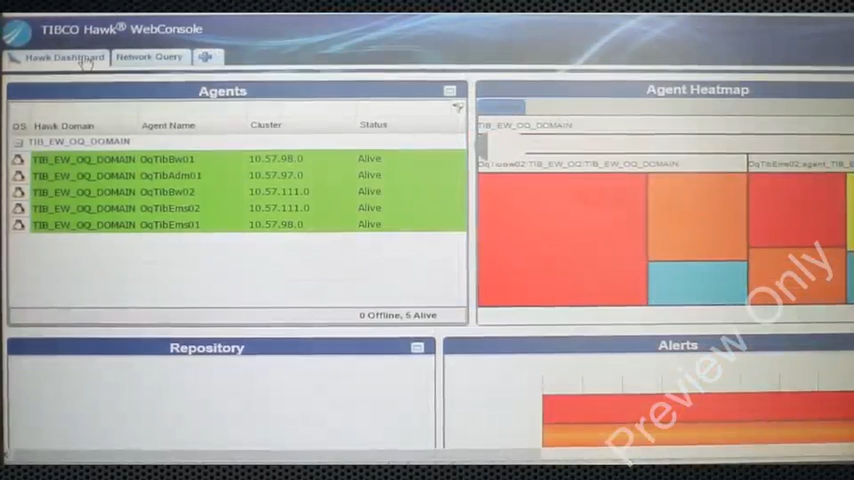 TIBCO Hawk® WebConsole
Hawk Dashboard Network Query
Agents
OS Hawk Domain Agent Name Cluster Status
TIB_EW_OQ_DOMAIN
TIB_EW_OQ_DOMAIN OqTibBw01 10.57.98.0 Alive
TIB_EW_OQ_DOMAIN OqTibAdm01 10.57.97.0 Alive
TIB_EW_OQ_DOMAIN OqTibBw02 10.57.111.0 Alive
TIB_EW_OQ_DOMAIN OqTibEms02 10.57.111.0 Alive
TIB_EW_OQ_DOMAIN OqTibEms01 10.57.98.0 Alive
0 Offline, 5 Alive
Agent Heatmap
TIB_EW_OQ_DOMAIN
OqTibEms02:agent_TIB_EW
Repository
Alerts
Preview Only